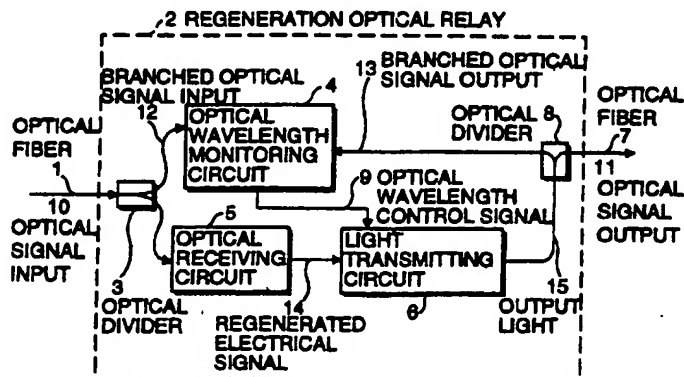 2 REGENERATION OPTICAL RELAY
BRANCHED OPTICAL
SIGNAL INPUT
12
4
13
BRANCHED OPTICAL
SIGNAL OUTPUT
OPTICAL
WAVELENGTH
MONITORING
CIRCUIT
OPTICAL 8
DIVIDER
OPTICAL
FIBER
7
11
OPTICAL
SIGNAL
OUTPUT
OPTICAL
FIBER
1
10
OPTICAL
SIGNAL
INPUT
3
OPTICAL
DIVIDER
9 OPTICAL
WAVELENGTH
CONTROL SIGNAL
5
OPTICAL
RECEIVING
CIRCUIT
LIGHT
TRANSMITTING
CIRCUIT
6
14
REGENERATED
ELECTRICAL
SIGNAL
15
OUTPUT
LIGHT